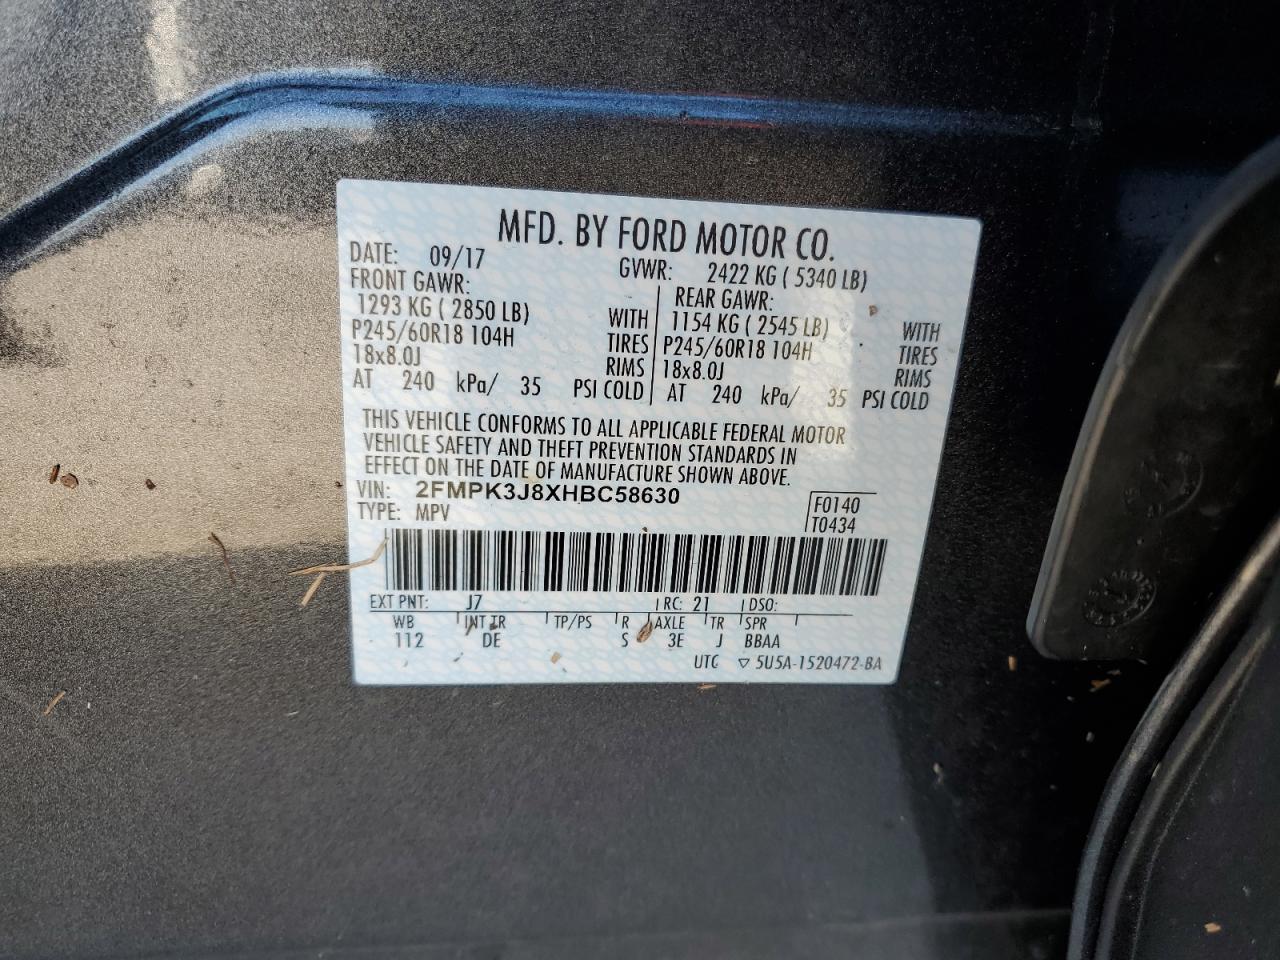 MFD. BY FORD MOTOR CO.
DATE: 09/17 GVWR: 2422 KG ( 5340 LB)
FRONT GAWR: REAR GAWR:
1293 KG ( 2850 LB) WITH 1154 KG ( 2545 LB) WITH
P245/60R18 104H TIRES P245/60R18 104H TIRES
18x8.0J RIMS 18x8.0J RIMS
AT 240 kPa/ 35 PSI COLD AT 240 kPa/ 35 PSI COLD
THIS VEHICLE CONFORMS TO ALL APPLICABLE FEDERAL MOTOR
VEHICLE SAFETY AND THEFT PREVENTION STANDARDS IN
EFFECT ON THE DATE OF MANUFACTURE SHOWN ABOVE.
VIN: 2FMPK3J8XHBC58630
TYPE: MPV
F0140
T0434
EXT PNT: J7 RC: 21 DSO:
WB INT TR TP/PS R AXLE TR SPR
112 DE S 3E J BBAA
UTC ▽ 5U5A-1520472-BA